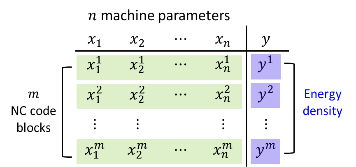 n machine parameters
x₁ x₂ ⋯ xₙ y
x₁¹ x₂¹ ⋯ xₙ¹ y¹
x₁² x₂² ⋯ xₙ² y²
⋮ ⋮ ⋱ ⋮ ⋮
x₁ᵐ x₂ᵐ ⋯ xₙᵐ yᵐ
m
NC code
blocks
Energy
density